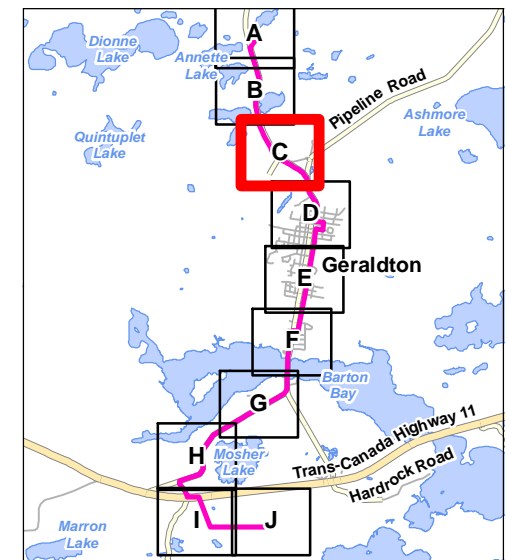 A
Dionne
Lake
Annette
Lake
B
Pipeline Road
Ashmore
Lake
Quintuplet
Lake
C
D
Geraldton
E
F
Barton
Bay
G
Trans-Canada Highway 11
H
Mosher
Lake
Hardrock Road
I
J
Marron
Lake